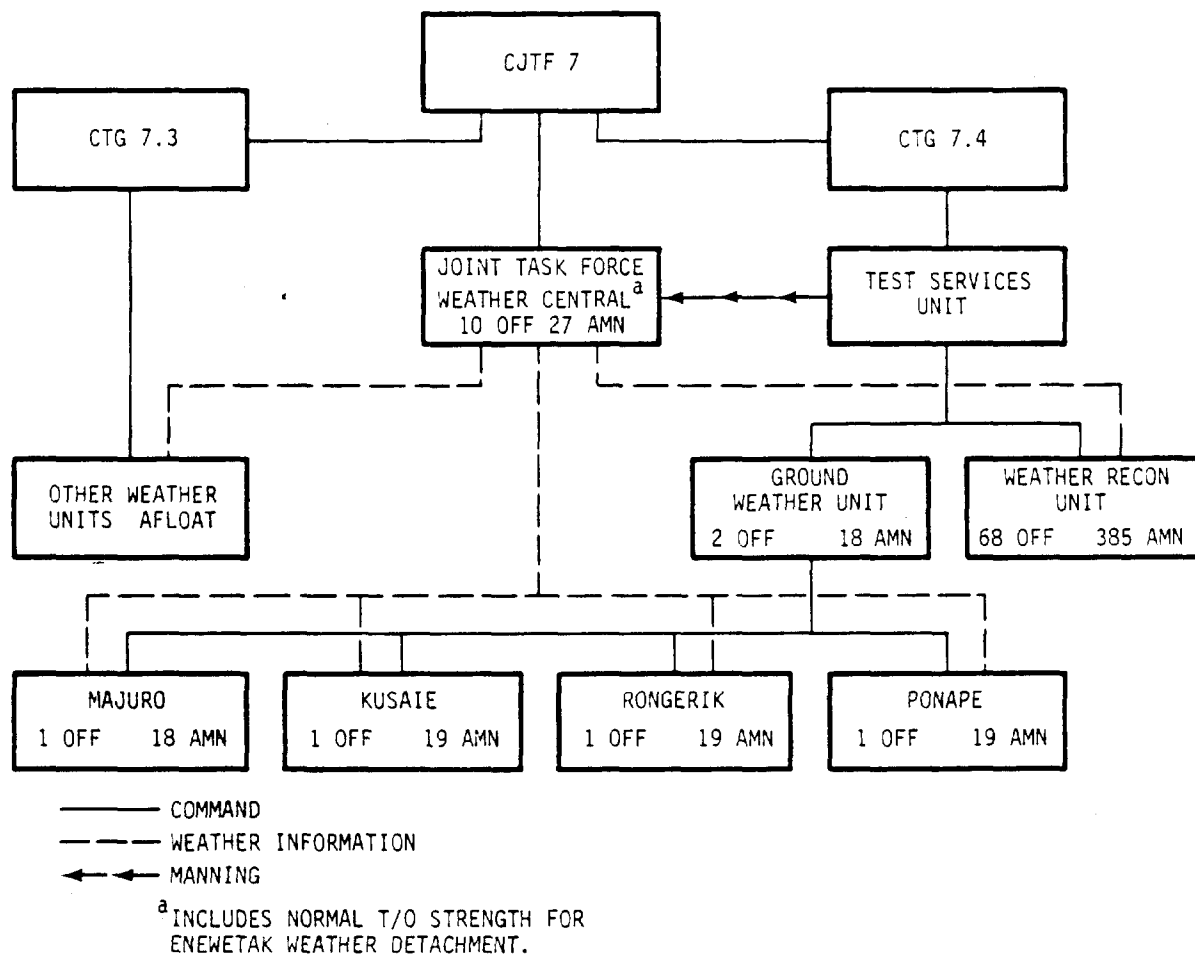 CJTF 7
CTG 7.3
CTG 7.4
JOINT TASK FORCE
WEATHER CENTRAL a
10 OFF 27 AMN
TEST SERVICES
UNIT
OTHER WEATHER
UNITS AFLOAT
GROUND
WEATHER UNIT
2 OFF 18 AMN
WEATHER RECON
UNIT
68 OFF 385 AMN
MAJURO
1 OFF 18 AMN
KUSAIE
1 OFF 19 AMN
RONGERIK
1 OFF 19 AMN
PONAPE
1 OFF 19 AMN
COMMAND
WEATHER INFORMATION
MANNING
a INCLUDES NORMAL T/O STRENGTH FOR
ENEWETAK WEATHER DETACHMENT.